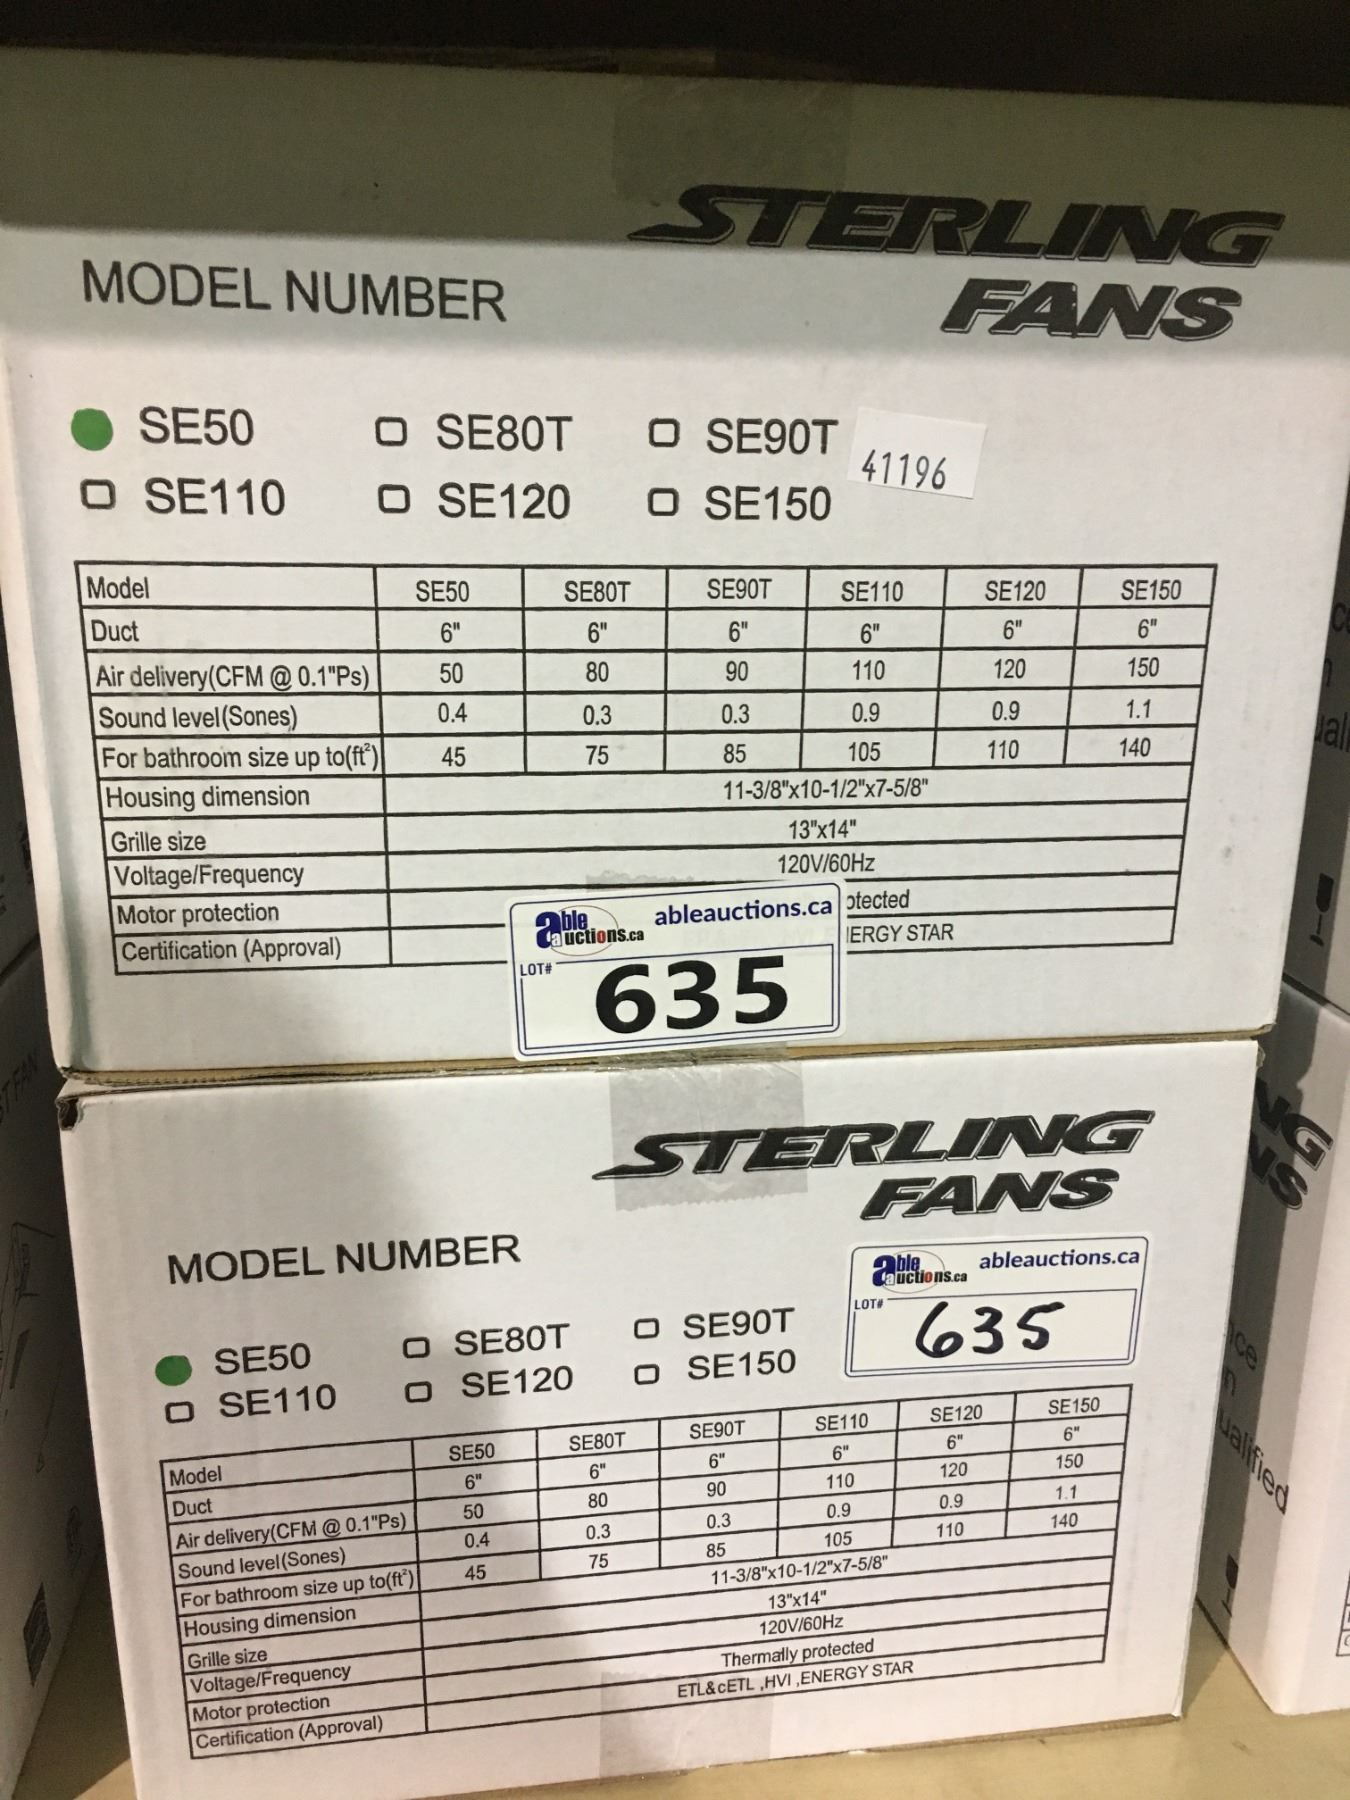 STERLING
FANS
MODEL NUMBER
SE50 SE80T SE90T
41196
SE110 SE120 SE150
Model SE50 SE80T SE90T SE110 SE120 SE150
Duct 6" 6" 6" 6" 6" 6"
Air delivery(CFM @ 0.1"Ps) 50 80 90 110 120 150
Sound level(Sones) 0.4 0.3 0.3 0.9 0.9 1.1
For bathroom size up to(ft²) 45 75 85 105 110 140
Housing dimension 11-3/8"x10-1/2"x7-5/8"
Grille size 13"x14"
Voltage/Frequency 120V/60Hz
Motor protection otected
Certification (Approval) IERGY STAR
able auctions.ca ableauctions.ca
LOT#
635
STERLING
FANS
MODEL NUMBER
able auctions.ca ableauctions.ca
LOT#
635
SE50 SE80T SE90T
SE110 SE120 SE150
Model SE50 SE80T SE90T SE110 SE120 SE150
Duct 6" 6" 6" 6" 6" 6"
Air delivery(CFM @ 0.1"Ps) 50 80 90 110 120 150
Sound level(Sones) 0.4 0.3 0.3 0.9 0.9 1.1
For bathroom size up to(ft²) 45 75 85 105 110 140
Housing dimension 11-3/8"x10-1/2"x7-5/8"
Grille size 13"x14"
Voltage/Frequency 120V/60Hz
Motor protection Thermally protected
Certification (Approval) ETL&cETL ,HVI ,ENERGY STAR